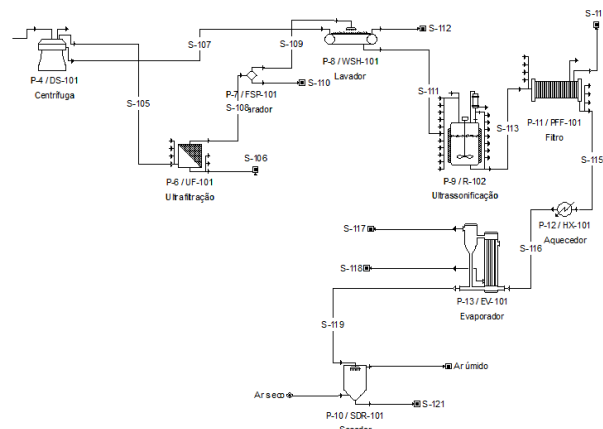 S-11
S-107
S-109
S-112
P-4 / DS-101
Centrífuga
P-8 / WSH-101
Lavador
P-7 / FSP-101
arador
S-110
S-105
S-108
S-111
S-113
P-11 / PFF-101
Filtro
S-106
P-6 / UF-101
Ultrafitração
P-9 / R-102
Ultrassonificação
S-115
P-12 / HX-101
Aquecedor
S-117
S-116
S-118
P-13 / EV-101
Evaporador
S-119
Ar úmido
Ar seco
S-121
P-10 / SDR-101